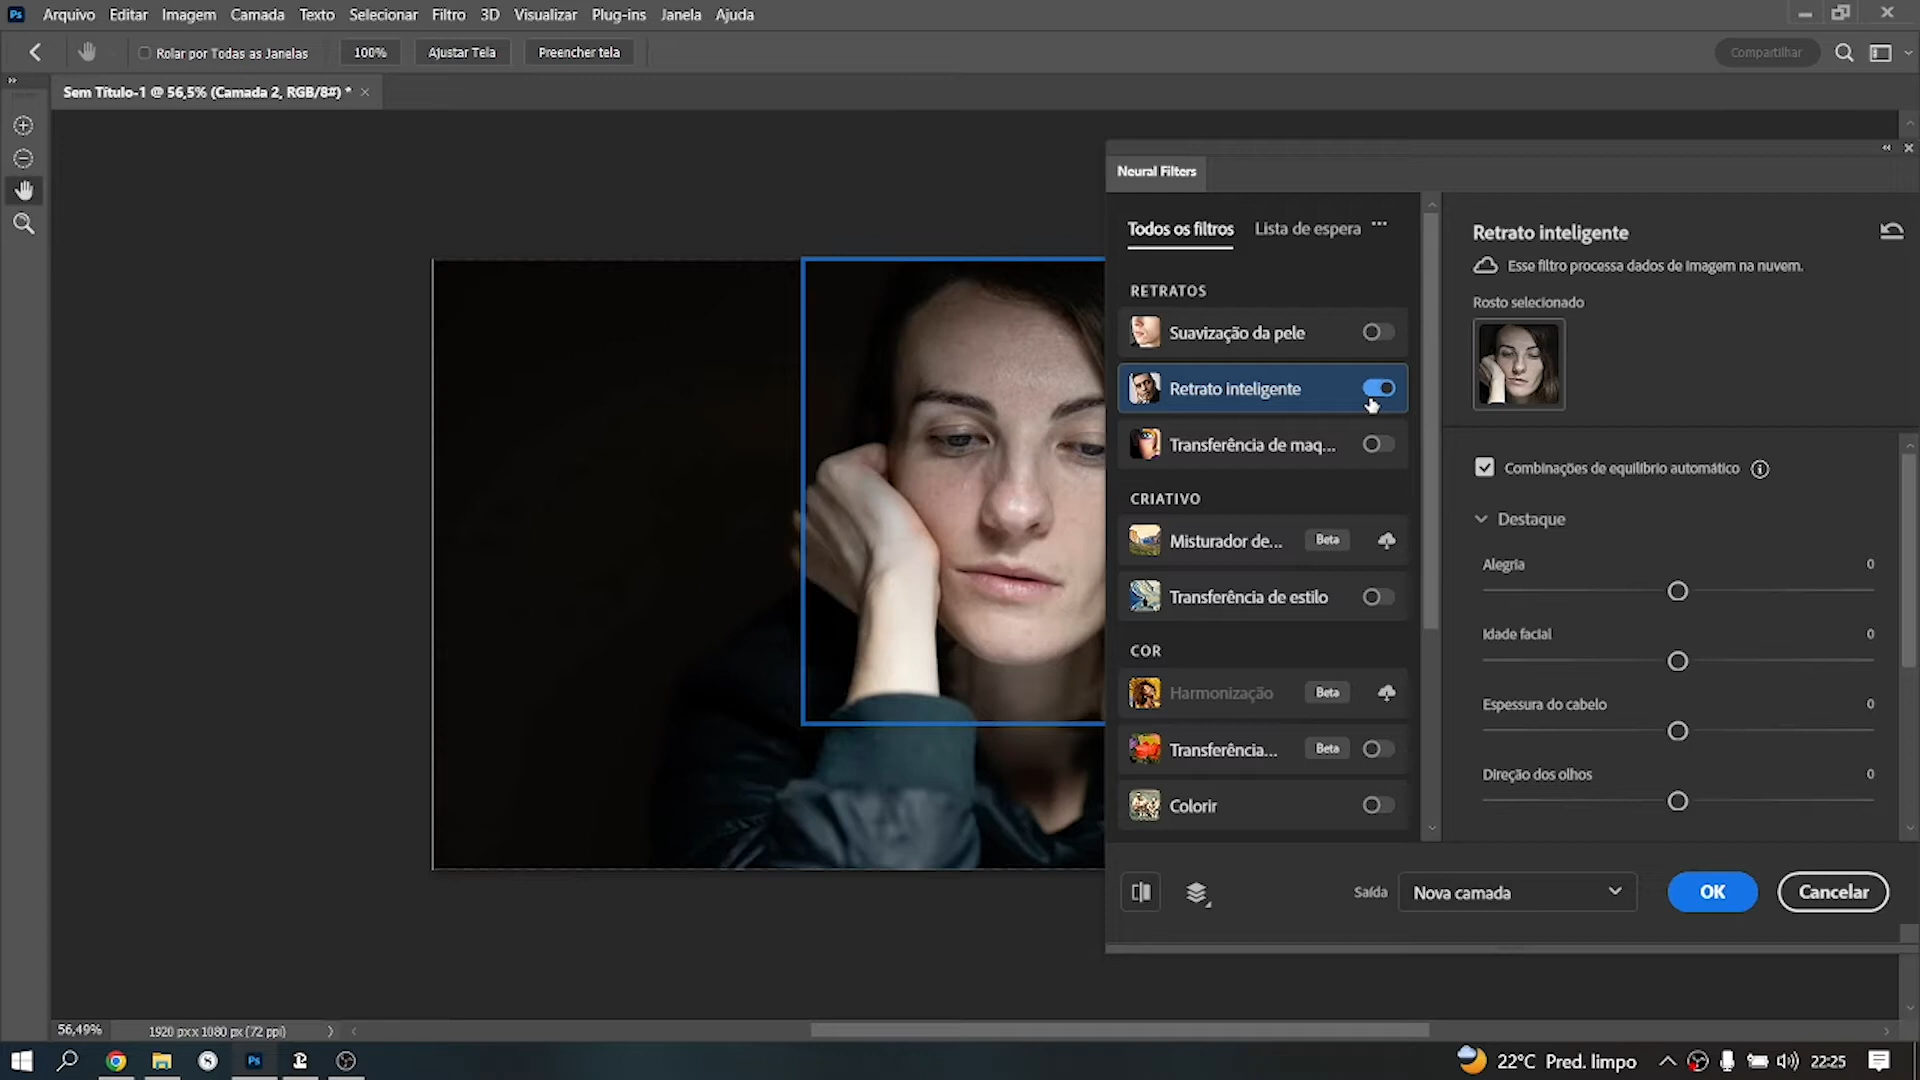 Ps Arquivo Editar Imagem Camada Texto Selecionar Filtro 3D Visualizar Plug-ins Janela Ajuda
Rolar por Todas as Janelas 100% Ajustar Tela Preencher tela Compartilhar
Sem Título-1 @ 56,5% (Camada 2, RGB/8#) *
Neural Filters
Todos os filtros Lista de espera
RETRATOS
Suavização da pele
Retrato inteligente
Transferência de maq...
CRIATIVO
Misturador de... Beta
Transferência de estilo
COR
Harmonização Beta
Transferência... Beta
Colorir
Retrato inteligente
Esse filtro processa dados de imagem na nuvem.
Rosto selecionado
Combinações de equilíbrio automático
Destaque
Alegria 0
Idade facial 0
Espessura do cabelo 0
Direção dos olhos 0
Saída Nova camada OK Cancelar
56,49% 1920 px x 1080 px (72 ppi)
Ps 22°C Pred. limpo 22:25